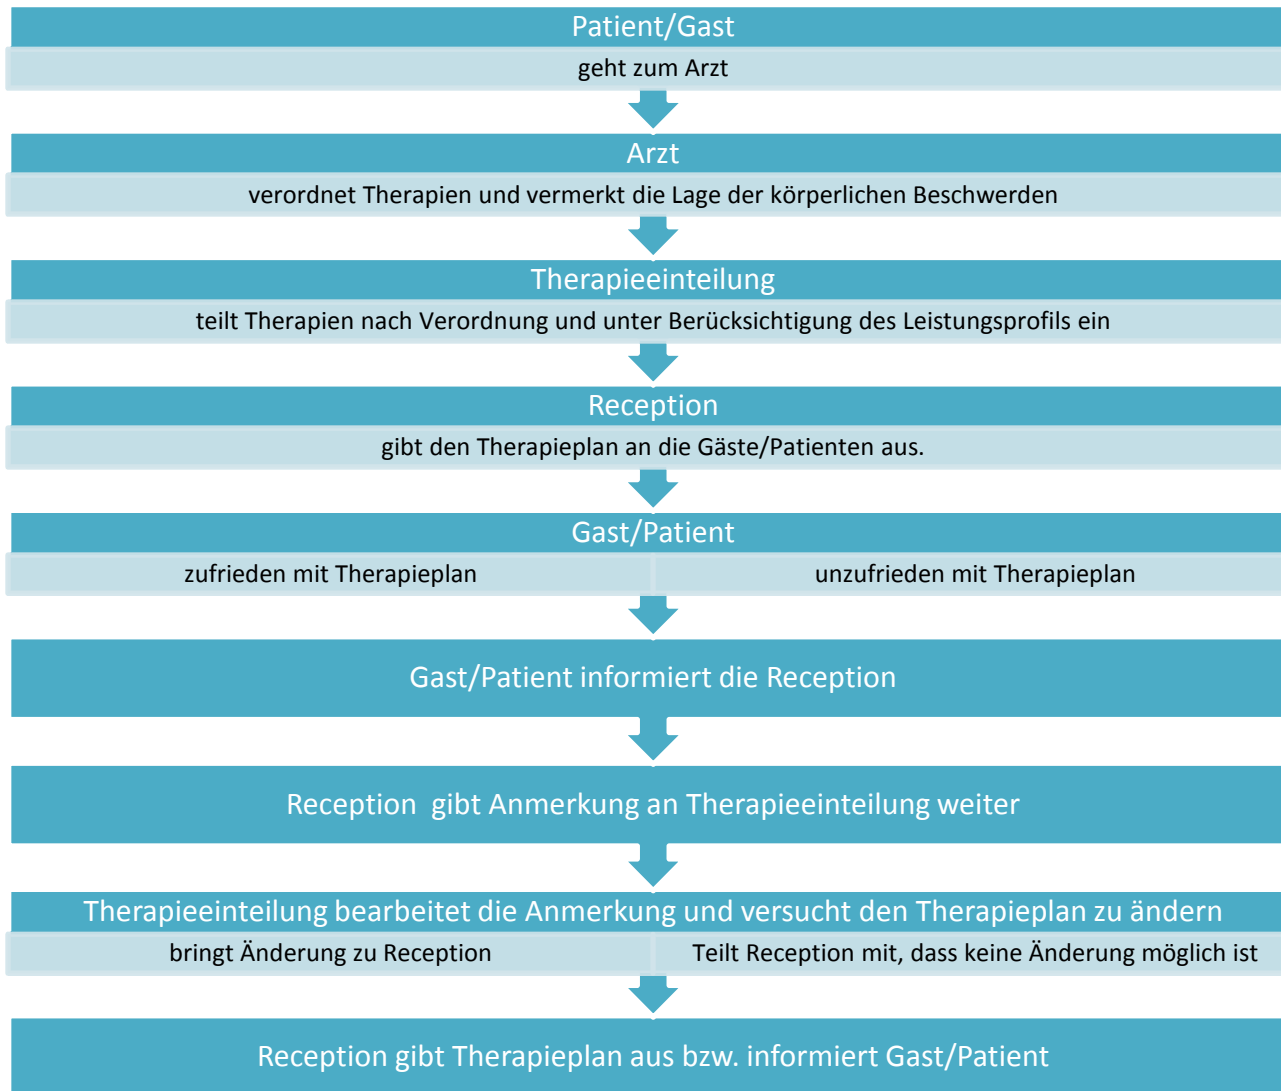 Patient/Gast
geht zum Arzt
Arzt
verordnet Therapien und vermerkt die Lage der körperlichen Beschwerden
Therapieeinteilung
teilt Therapien nach Verordnung und unter Berücksichtigung des Leistungsprofils ein
Reception
gibt den Therapieplan an die Gäste/Patienten aus.
Gast/Patient
zufrieden mit Therapieplan
unzufrieden mit Therapieplan
Gast/Patient informiert die Reception
Reception  gibt Anmerkung an Therapieeinteilung weiter
Therapieeinteilung bearbeitet die Anmerkung und versucht den Therapieplan zu ändern
bringt Änderung zu Reception
Teilt Reception mit, dass keine Änderung möglich ist
Reception gibt Therapieplan aus bzw. informiert Gast/Patient